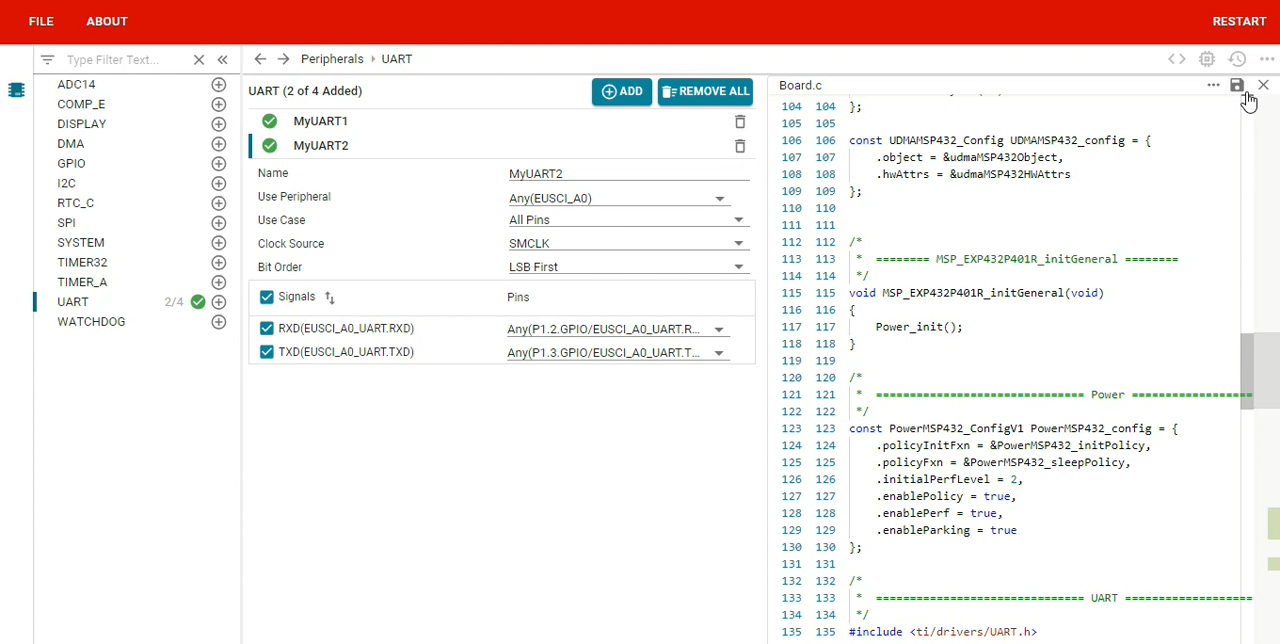 FILE ABOUT RESTART
Type Filter Text...
Peripherals › UART
ADC14
COMP_E
DISPLAY
DMA
GPIO
I2C
RTC_C
SPI
SYSTEM
TIMER32
TIMER_A
UART 2/4
WATCHDOG
UART (2 of 4 Added)
ADD
REMOVE ALL
MyUART1
MyUART2
Name MyUART2
Use Peripheral Any(EUSCI_A0)
Use Case All Pins
Clock Source SMCLK
Bit Order LSB First
Signals Pins
RXD(EUSCI_A0_UART.RXD) Any(P1.2.GPIO/EUSCI_A0_UART.R...
TXD(EUSCI_A0_UART.TXD) Any(P1.3.GPIO/EUSCI_A0_UART.T...
Board.c
104 104 };
105 105
106 106 const UDMAMSP432_Config UDMAMSP432_config = {
107 107 .object = &udmaMSP432Object,
108 108 .hwAttrs = &udmaMSP432HWAttrs
109 109 };
110 110
111 111
112 112 /*
113 113 * ======== MSP_EXP432P401R_initGeneral ========
114 114 */
115 115 void MSP_EXP432P401R_initGeneral(void)
116 116 {
117 117 Power_init();
118 118 }
119 119
120 120 /*
121 121 * =============================== Power ==================
122 122 */
123 123 const PowerMSP432_ConfigV1 PowerMSP432_config = {
124 124 .policyInitFxn = &PowerMSP432_initPolicy,
125 125 .policyFxn = &PowerMSP432_sleepPolicy,
126 126 .initialPerfLevel = 2,
127 127 .enablePolicy = true,
128 128 .enablePerf = true,
129 129 .enableParking = true
130 130 };
131 131
132 132 /*
133 133 * =============================== UART ===================
134 134 */
135 135 #include <ti/drivers/UART.h>